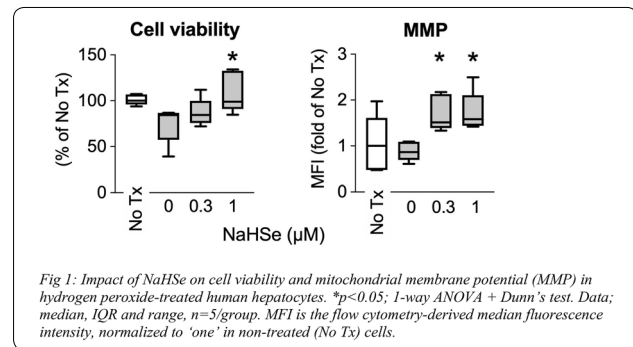 Cell viability
MMP
150
100
50
0
(% of No Tx)
*
No Tx
0
0.3
1
3
2
1
0
MFI (fold of No Tx)
*
*
No Tx
0
0.3
1
NaHSe (µM)
Fig 1: Impact of NaHSe on cell viability and mitochondrial membrane potential (MMP) in
hydrogen peroxide-treated human hepatocytes. *p<0.05; 1-way ANOVA + Dunn’s test. Data;
median, IQR and range, n=5/group. MFI is the flow cytometry-derived median fluorescence
intensity, normalized to ‘one’ in non-treated (No Tx) cells.